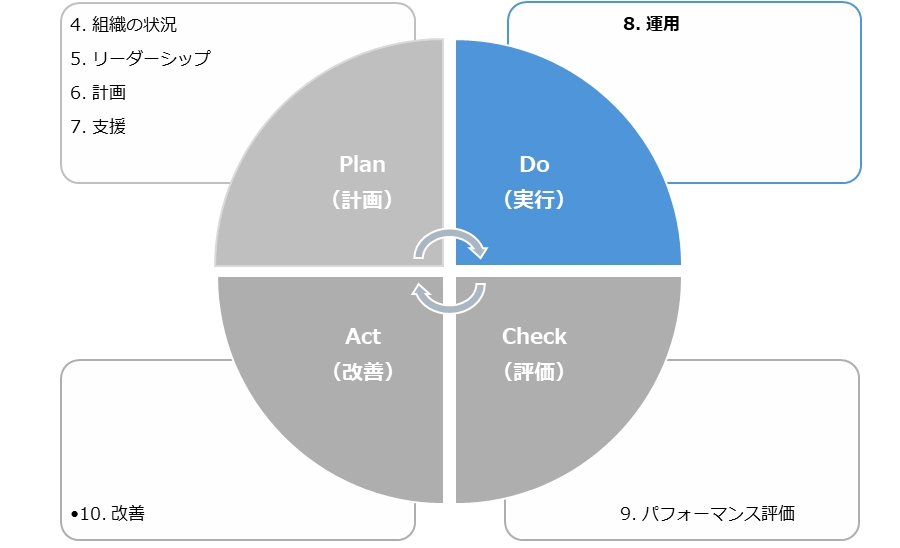 4. 組織の状況
5. リーダーシップ
6. 計画
7. 支援
8. 運用
Plan
（計画）
Do
（実行）
Act
（改善）
Check
（評価）
•10. 改善
9. パフォーマンス評価